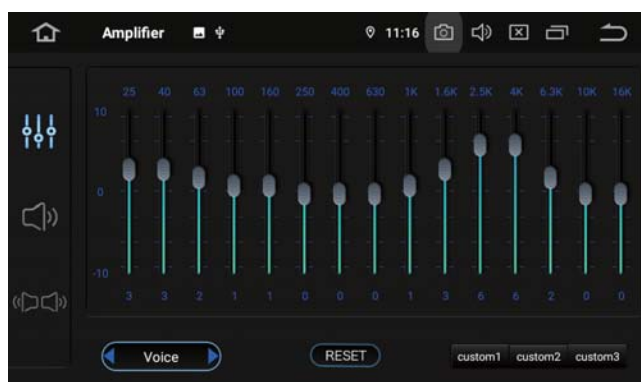 Amplifier 11:16
25 40 63 100 160 250 400 630 1K 1.6K 2.5K 4K 6.3K 10K 16K
10
0
-10
3 3 2 1 1 0 0 0 1 3 6 6 2 0 0
Voice RESET custom1 custom2 custom3